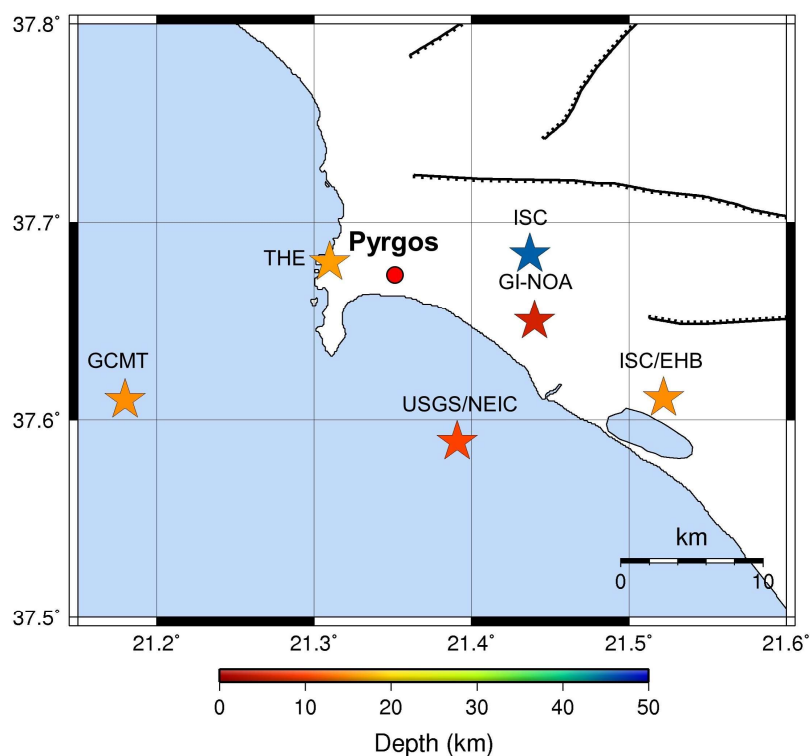 37.8˚
37.7˚
37.6˚
37.5˚
ISC
THE
Pyrgos
GI-NOA
GCMT
ISC/EHB
USGS/NEIC
km
0 10
21.2˚ 21.3˚ 21.4˚ 21.5˚ 21.6˚
0 10 20 30 40 50
Depth (km)